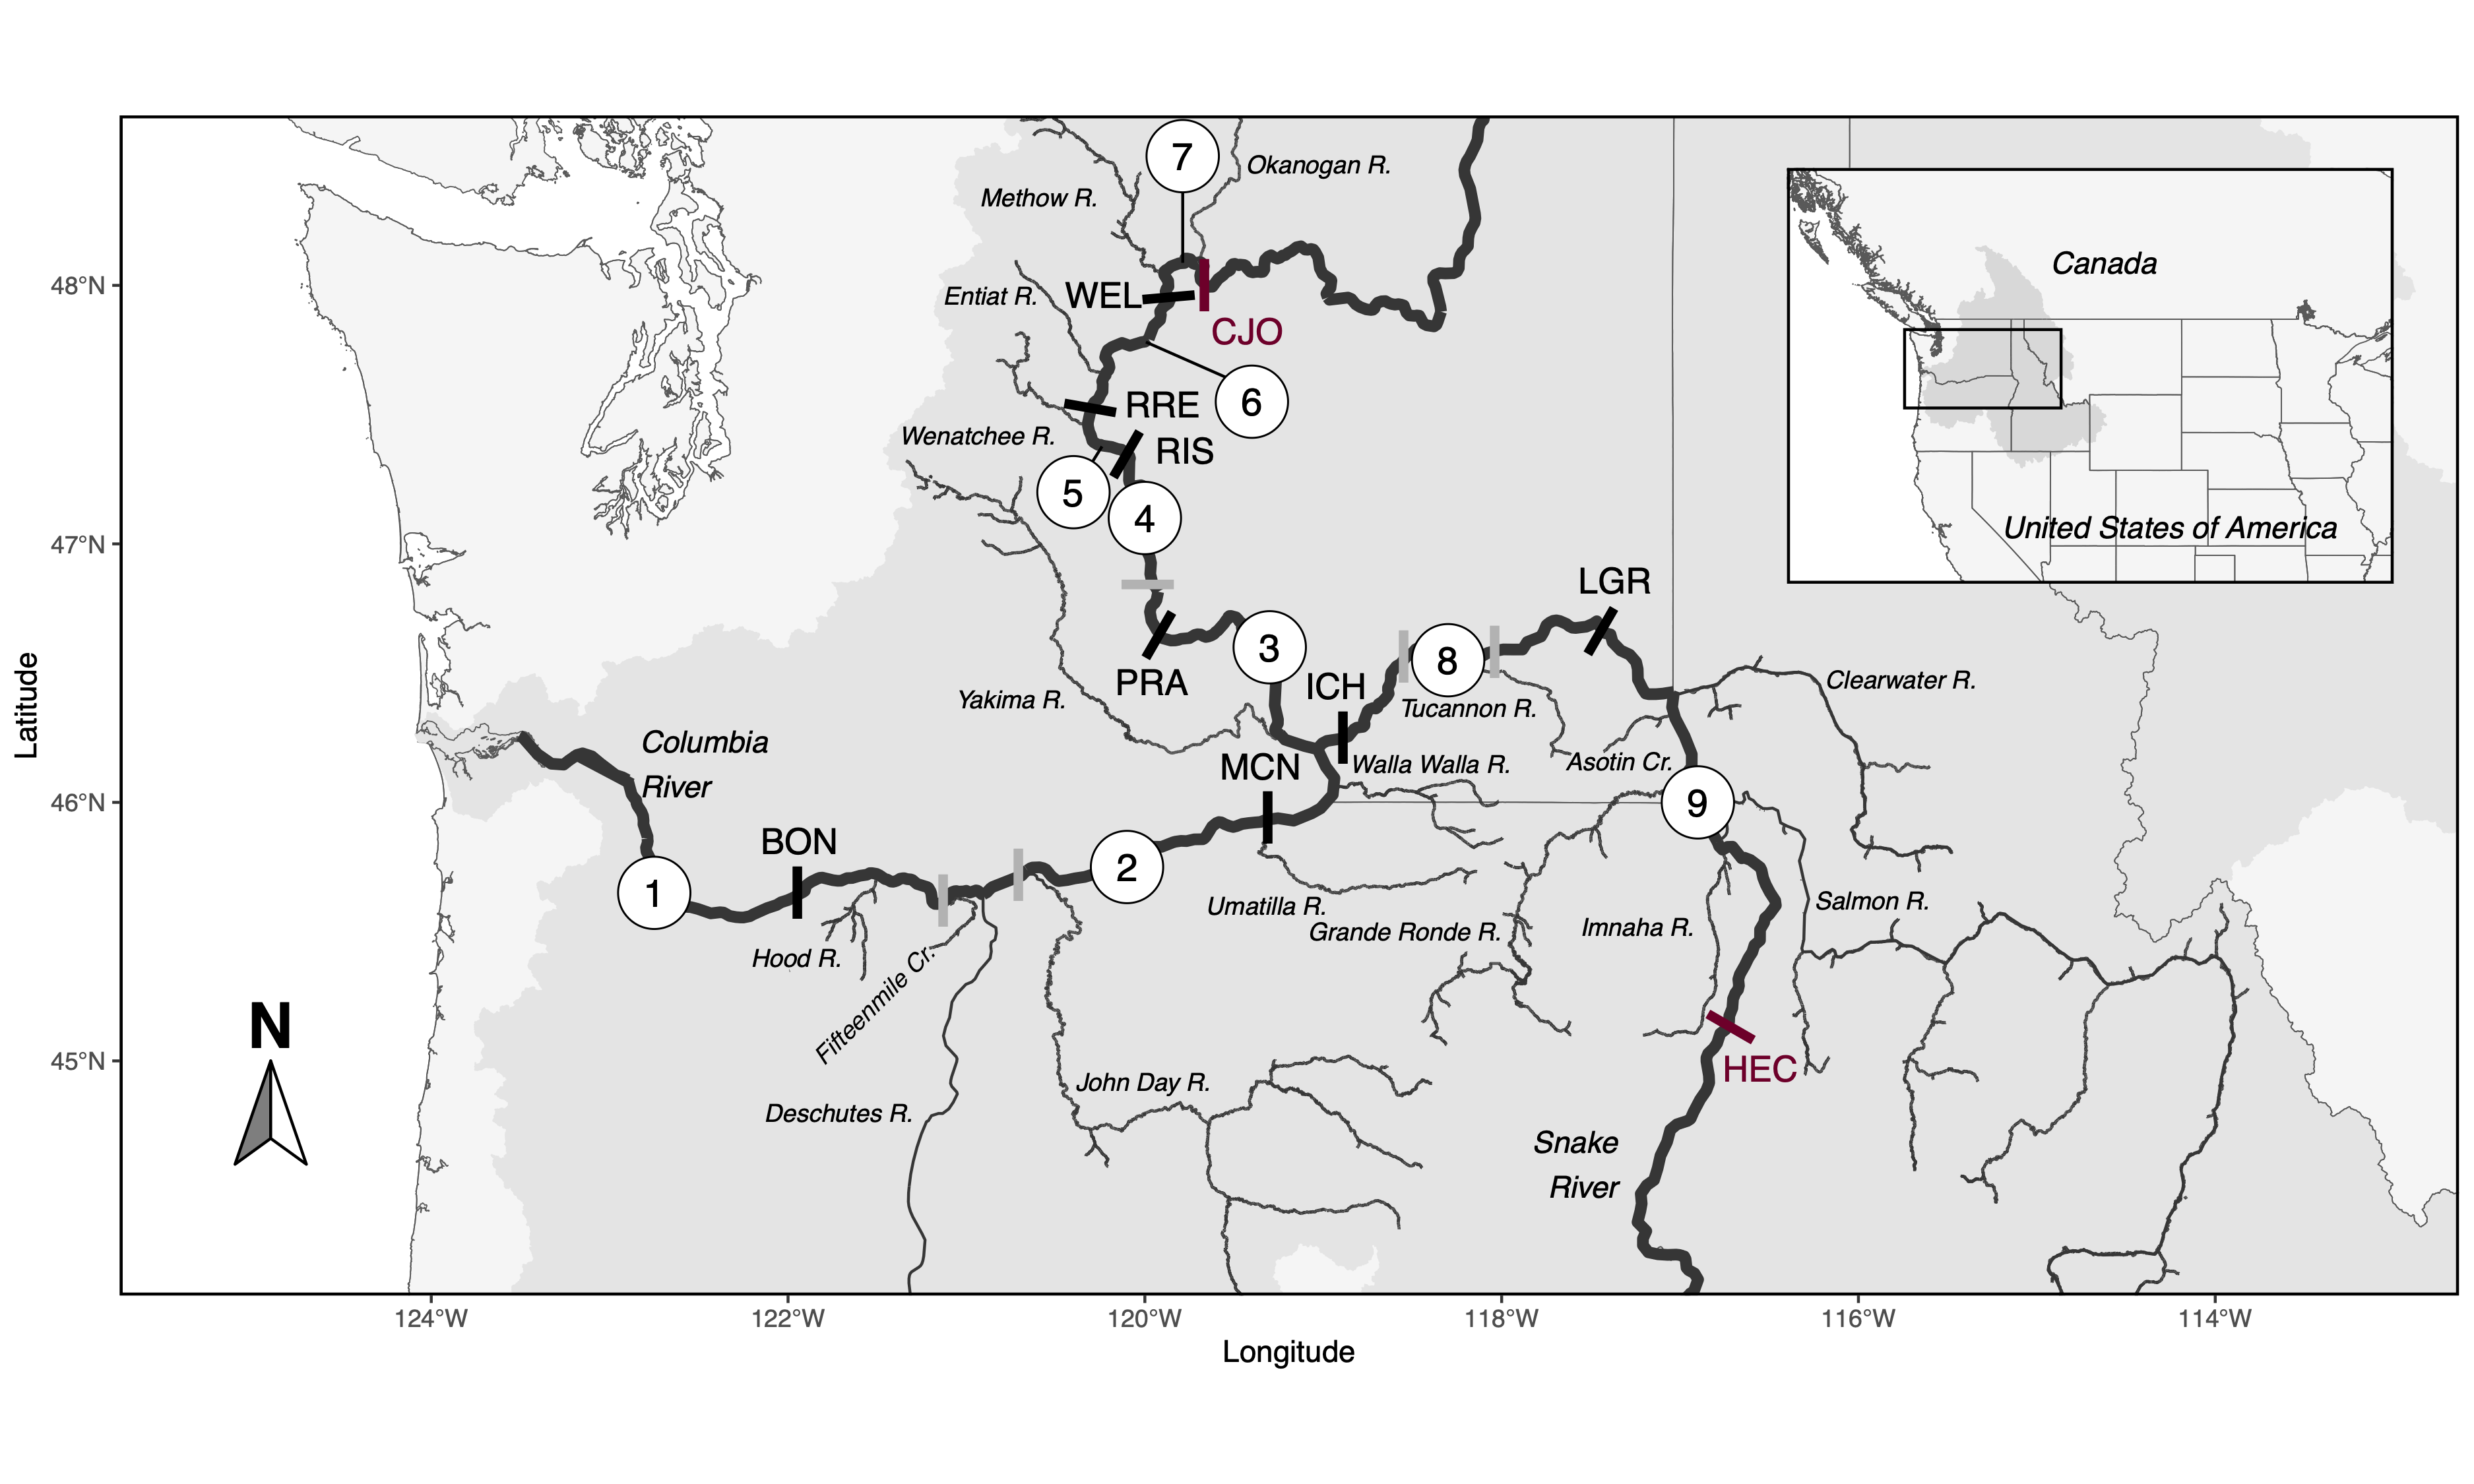 7
Okanogan R.
Methow R.
Canada
48°N
Entiat R.
WEL
CJO
6
RRE
Wenatchee R.
RIS
5
4
United States of America
47°N
LGR
3
8
PRA
ICH
Clearwater R.
Yakima R.
Tucannon R.
Latitude
Columbia
River
MCN
Walla Walla R.
Asotin Cr.
46°N
9
BON
2
1
Umatilla R.
Salmon R.
Grande Ronde R.
Imnaha R.
Hood R.
Fifteenmile Cr.
N
45°N
HEC
John Day R.
Deschutes R.
Snake
River
124°W
122°W
120°W
118°W
116°W
114°W
Longitude